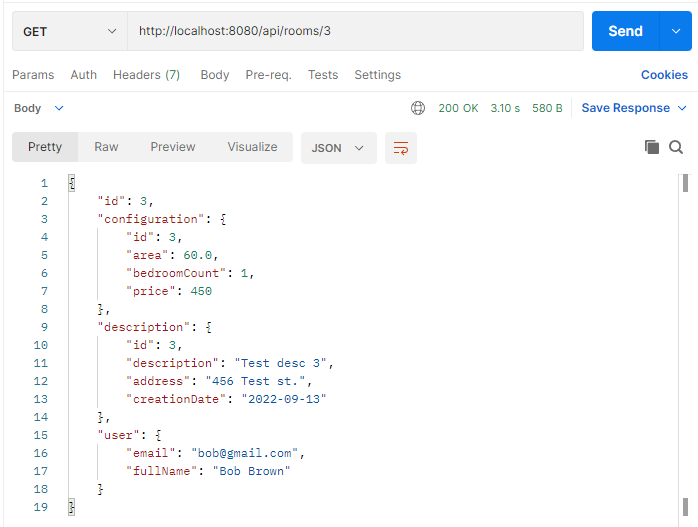 GET http://localhost:8080/api/rooms/3 Send
Params Auth Headers (7) Body Pre-req. Tests Settings Cookies
Body 200 OK 3.10 s 580 B Save Response
Pretty Raw Preview Visualize JSON
1 {
2 "id": 3,
3 "configuration": {
4 "id": 3,
5 "area": 60.0,
6 "bedroomCount": 1,
7 "price": 450
8 },
9 "description": {
10 "id": 3,
11 "description": "Test desc 3",
12 "address": "456 Test st.",
13 "creationDate": "2022-09-13"
14 },
15 "user": {
16 "email": "bob@gmail.com",
17 "fullName": "Bob Brown"
18 }
19 }